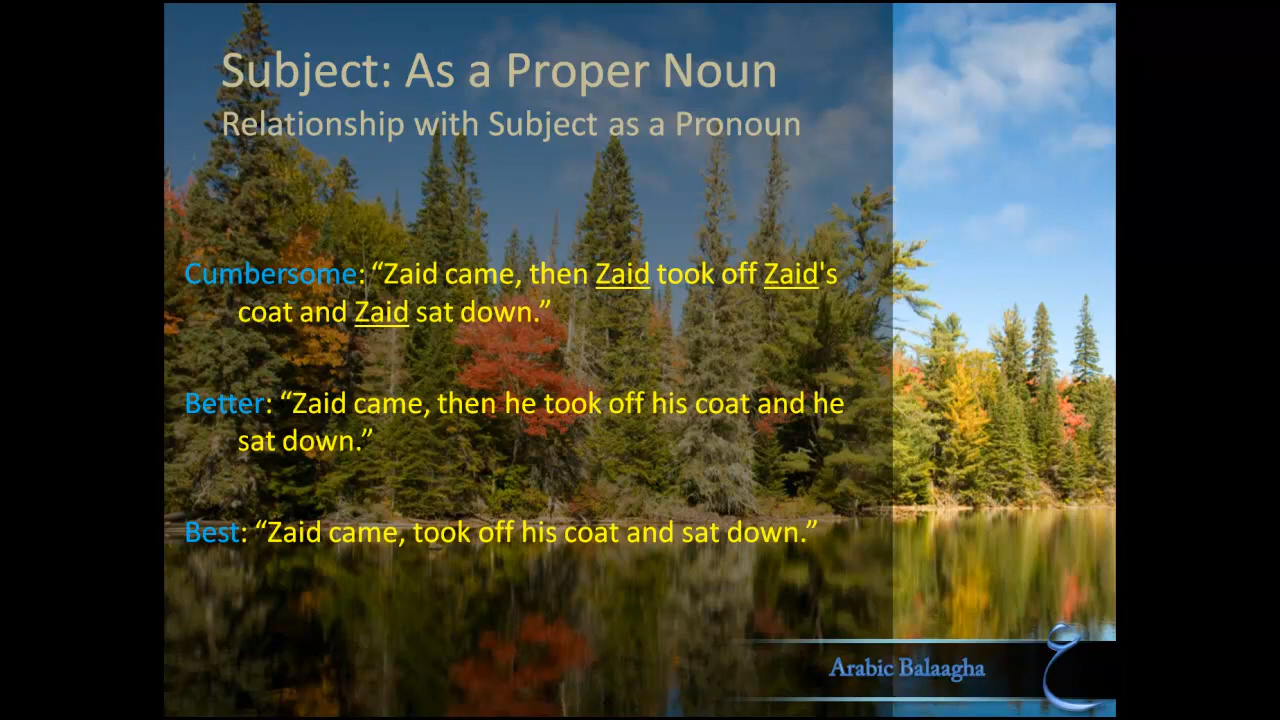 Subject: As a Proper Noun
Relationship with Subject as a Pronoun
Cumbersome: “Zaid came, then Zaid took off Zaid's
coat and Zaid sat down.”
Better: “Zaid came, then he took off his coat and he
sat down.”
Best: “Zaid came, took off his coat and sat down.”
Arabic Balaagha